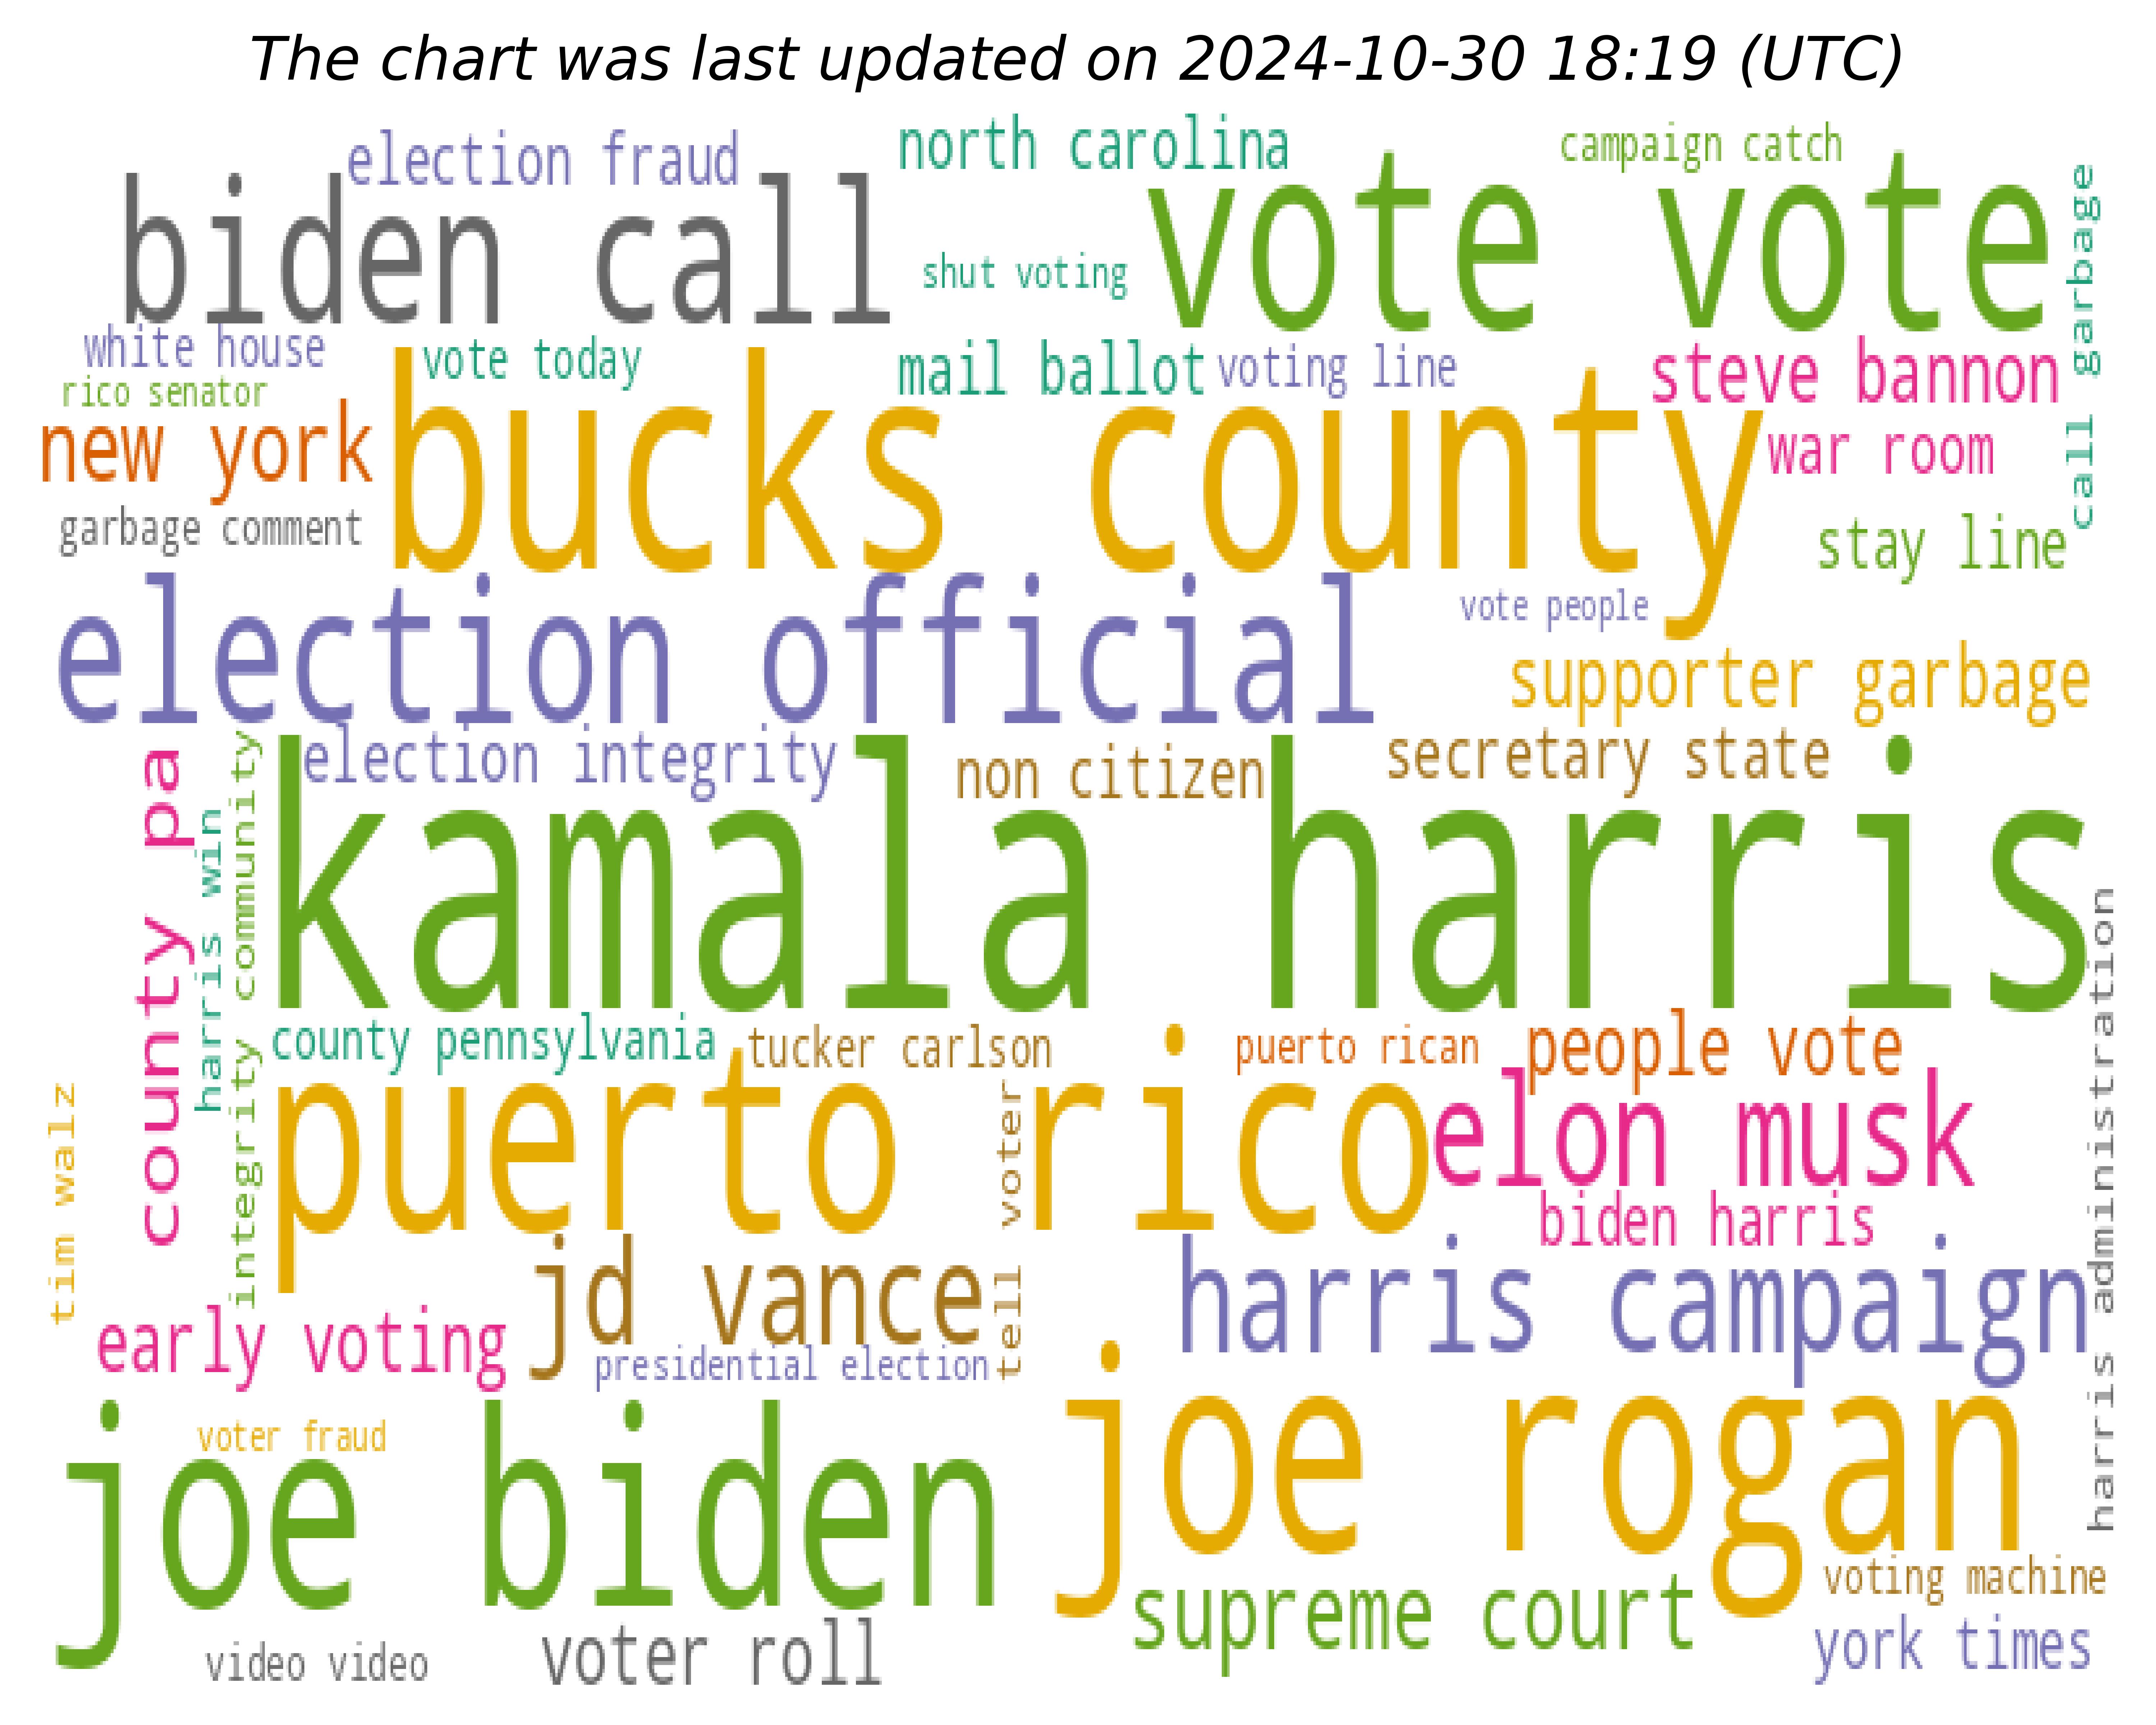 The chart was last updated on 2024-10-30 18:19 (UTC)
election fraud
north carolina
campaign catch
biden call
vote vote
call garbage
shut voting
white house
vote today
mail ballot
voting line
steve bannon
rico senator
new york
bucks county
war room
garbage comment
stay line
election official
vote people
supporter garbage
election integrity
non citizen
secretary state
county pa
harris win
integrity community
kamala harris
harris administration
county pennsylvania
tucker carlson
puerto rican
people vote
tim walz
puerto rico
tell voter
elon musk
biden harris
jd vance
harris campaign
early voting
presidential election
joe rogan
voter fraud
joe biden
voting machine
supreme court
york times
video video
voter roll